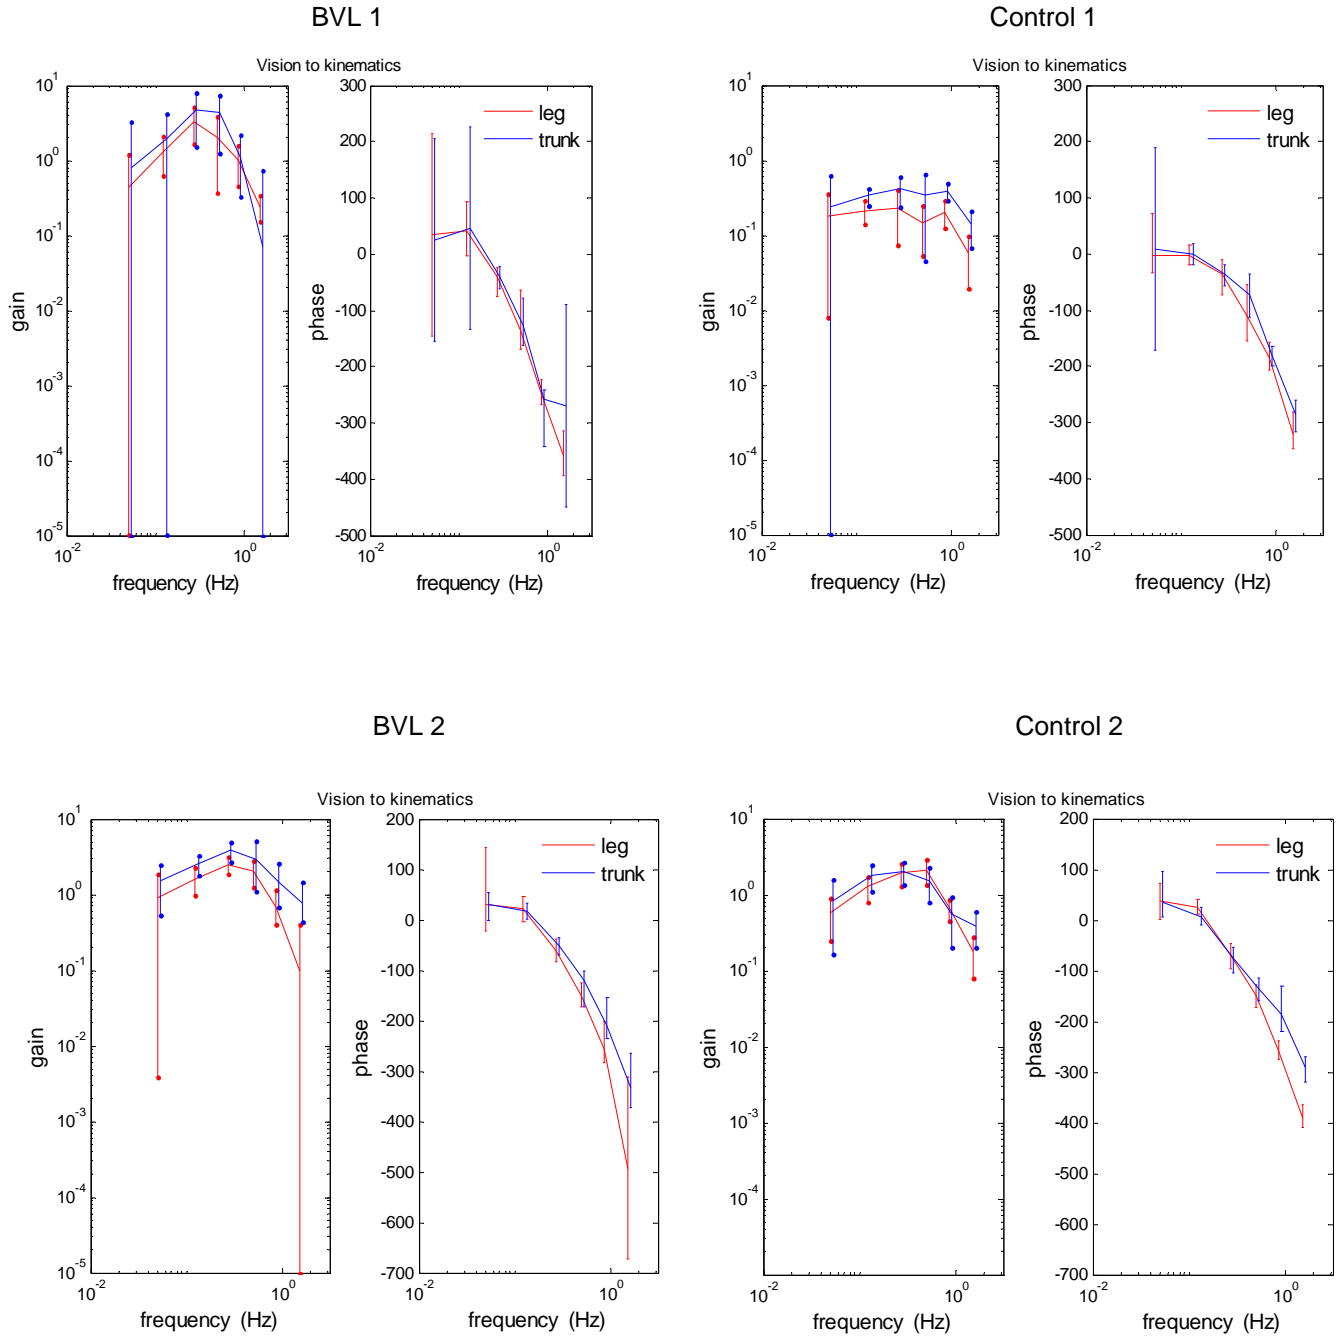 BVL 1
Control 1
Vision to kinematics
Vision to kinematics
10^1
10^0
10^-1
10^-2
10^-3
10^-4
10^-5
gain
10^-2
10^0
frequency (Hz)
300
200
100
0
-100
-200
-300
-400
-500
phase
leg
trunk
10^-2
10^0
frequency (Hz)
10^1
10^0
10^-1
10^-2
10^-3
10^-4
10^-5
gain
10^-2
10^0
frequency (Hz)
300
200
100
0
-100
-200
-300
-400
-500
phase
leg
trunk
10^-2
10^0
frequency (Hz)
BVL 2
Control 2
Vision to kinematics
Vision to kinematics
10^1
10^0
10^-1
10^-2
10^-3
10^-4
10^-5
gain
10^-2
10^0
frequency (Hz)
200
100
0
-100
-200
-300
-400
-500
-600
-700
phase
leg
trunk
10^-2
10^0
frequency (Hz)
10^1
10^0
10^-1
10^-2
10^-3
10^-4
gain
10^-2
10^0
frequency (Hz)
200
100
0
-100
-200
-300
-400
-500
-600
-700
phase
leg
trunk
10^-2
10^0
frequency (Hz)